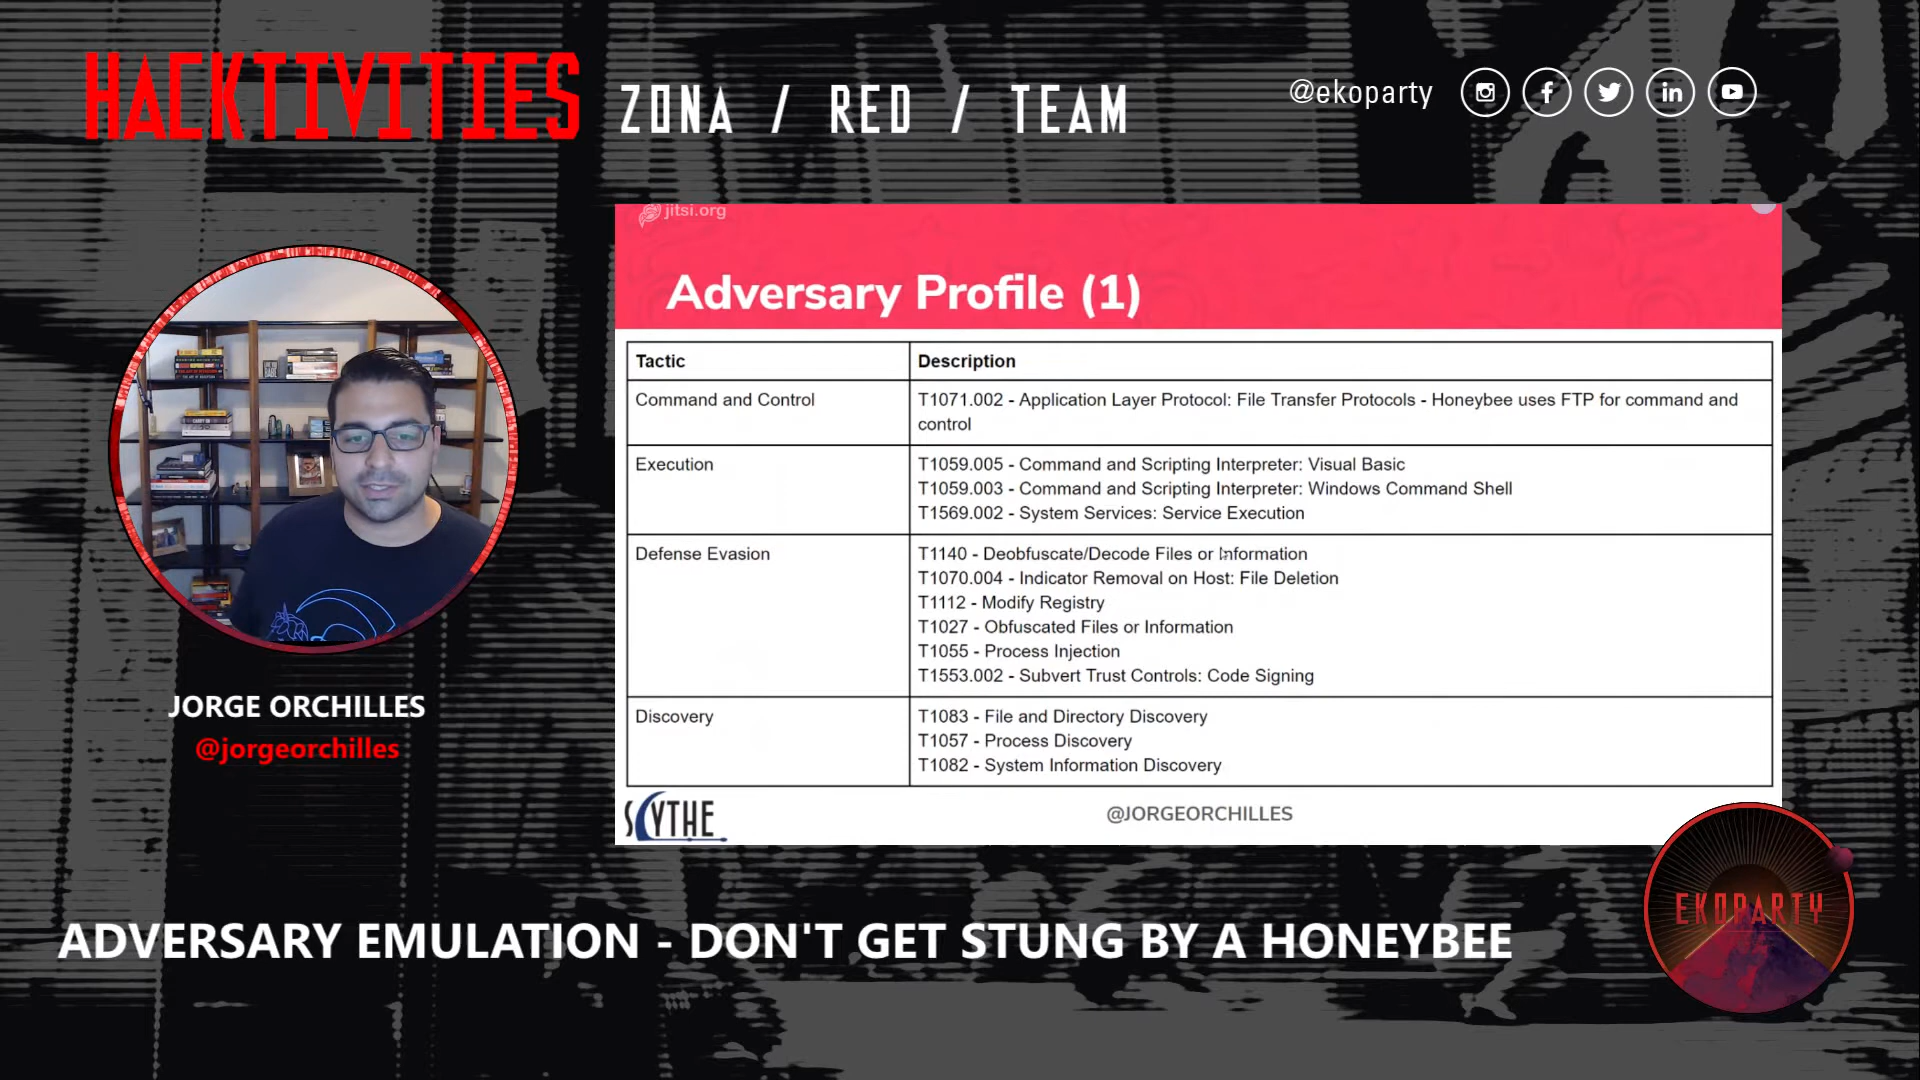 HACKTIVITIES
ZONA / RED / TEAM
@ekoparty
jitsi.org
Adversary Profile (1)
Tactic
Description
Command and Control
T1071.002 - Application Layer Protocol: File Transfer Protocols - Honeybee uses FTP for command and
control
Execution
T1059.005 - Command and Scripting Interpreter: Visual Basic
T1059.003 - Command and Scripting Interpreter: Windows Command Shell
T1569.002 - System Services: Service Execution
Defense Evasion
T1140 - Deobfuscate/Decode Files or Information
T1070.004 - Indicator Removal on Host: File Deletion
T1112 - Modify Registry
T1027 - Obfuscated Files or Information
T1055 - Process Injection
T1553.002 - Subvert Trust Controls: Code Signing
Discovery
T1083 - File and Directory Discovery
T1057 - Process Discovery
T1082 - System Information Discovery
SCYTHE
@JORGEORCHILLES
JORGE ORCHILLES
@jorgeorchilles
EKOPARTY
ADVERSARY EMULATION - DON'T GET STUNG BY A HONEYBEE